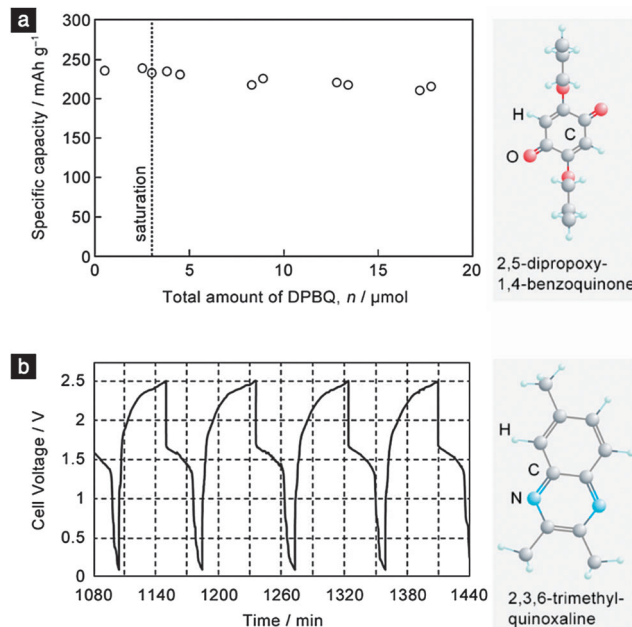 a
300
250
200
150
100
50
0
Specific capacity / mAh g⁻¹
saturation
0 5 10 15 20
Total amount of DPBQ, n / μmol
H
C
O
2,5-dipropoxy-
1,4-benzoquinone
b
2.5
2
1.5
1
0.5
0
Cell Voltage / V
1080 1140 1200 1260 1320 1380 1440
Time / min
H
C
N
2,3,6-trimethyl-
quinoxaline